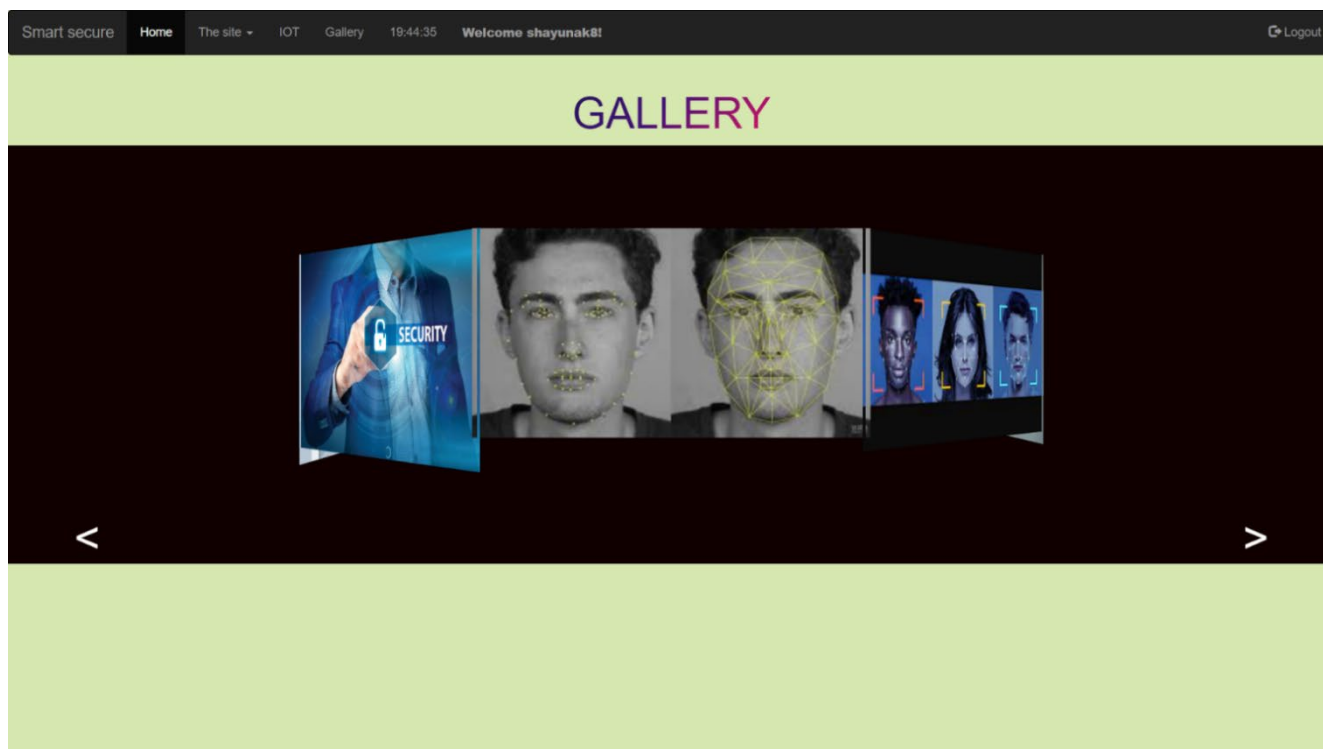 Smart secure Home The site IOT Gallery 19:44:35 Welcome shayunak8! Logout
GALLERY
SECURITY
< >